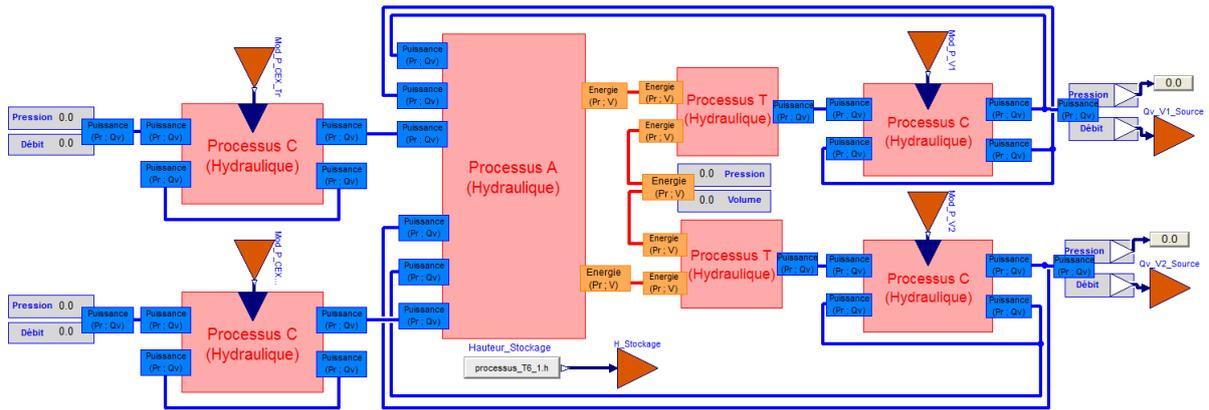 Mod_P_CEX_Tr
Pression 0.0
Débit 0.0
Puissance
(Pr ; Qv)
Puissance
(Pr ; Qv)
Puissance
(Pr ; Qv)
Puissance
(Pr ; Qv)
Puissance
(Pr ; Qv)
Processus C
(Hydraulique)
Mod_P_CEX...
Pression 0.0
Débit 0.0
Puissance
(Pr ; Qv)
Puissance
(Pr ; Qv)
Puissance
(Pr ; Qv)
Puissance
(Pr ; Qv)
Puissance
(Pr ; Qv)
Processus C
(Hydraulique)
Puissance
(Pr ; Qv)
Puissance
(Pr ; Qv)
Puissance
(Pr ; Qv)
Puissance
(Pr ; Qv)
Puissance
(Pr ; Qv)
Puissance
(Pr ; Qv)
Processus A
(Hydraulique)
Energie
(Pr ; V)
Energie
(Pr ; V)
Energie
(Pr ; V)
Processus T
(Hydraulique)
Puissance
(Pr ; Qv)
Energie
(Pr ; V)
0.0 Pression
0.0 Volume
Energie
(Pr ; V)
Energie
(Pr ; V)
Energie
(Pr ; V)
Processus T
(Hydraulique)
Puissance
(Pr ; Qv)
Hauteur_Stockage
processus_T6_1.h
H_Stockage
Mod_P_V1
Puissance
(Pr ; Qv)
Puissance
(Pr ; Qv)
Processus C
(Hydraulique)
Puissance
(Pr ; Qv)
Puissance
(Pr ; Qv)
Puissance
(Pr ; Qv)
Pression
Débit
0.0
Qv_V1_Source
Mod_P_V2
Puissance
(Pr ; Qv)
Puissance
(Pr ; Qv)
Processus C
(Hydraulique)
Puissance
(Pr ; Qv)
Puissance
(Pr ; Qv)
Puissance
(Pr ; Qv)
Pression
Débit
0.0
Qv_V2_Source